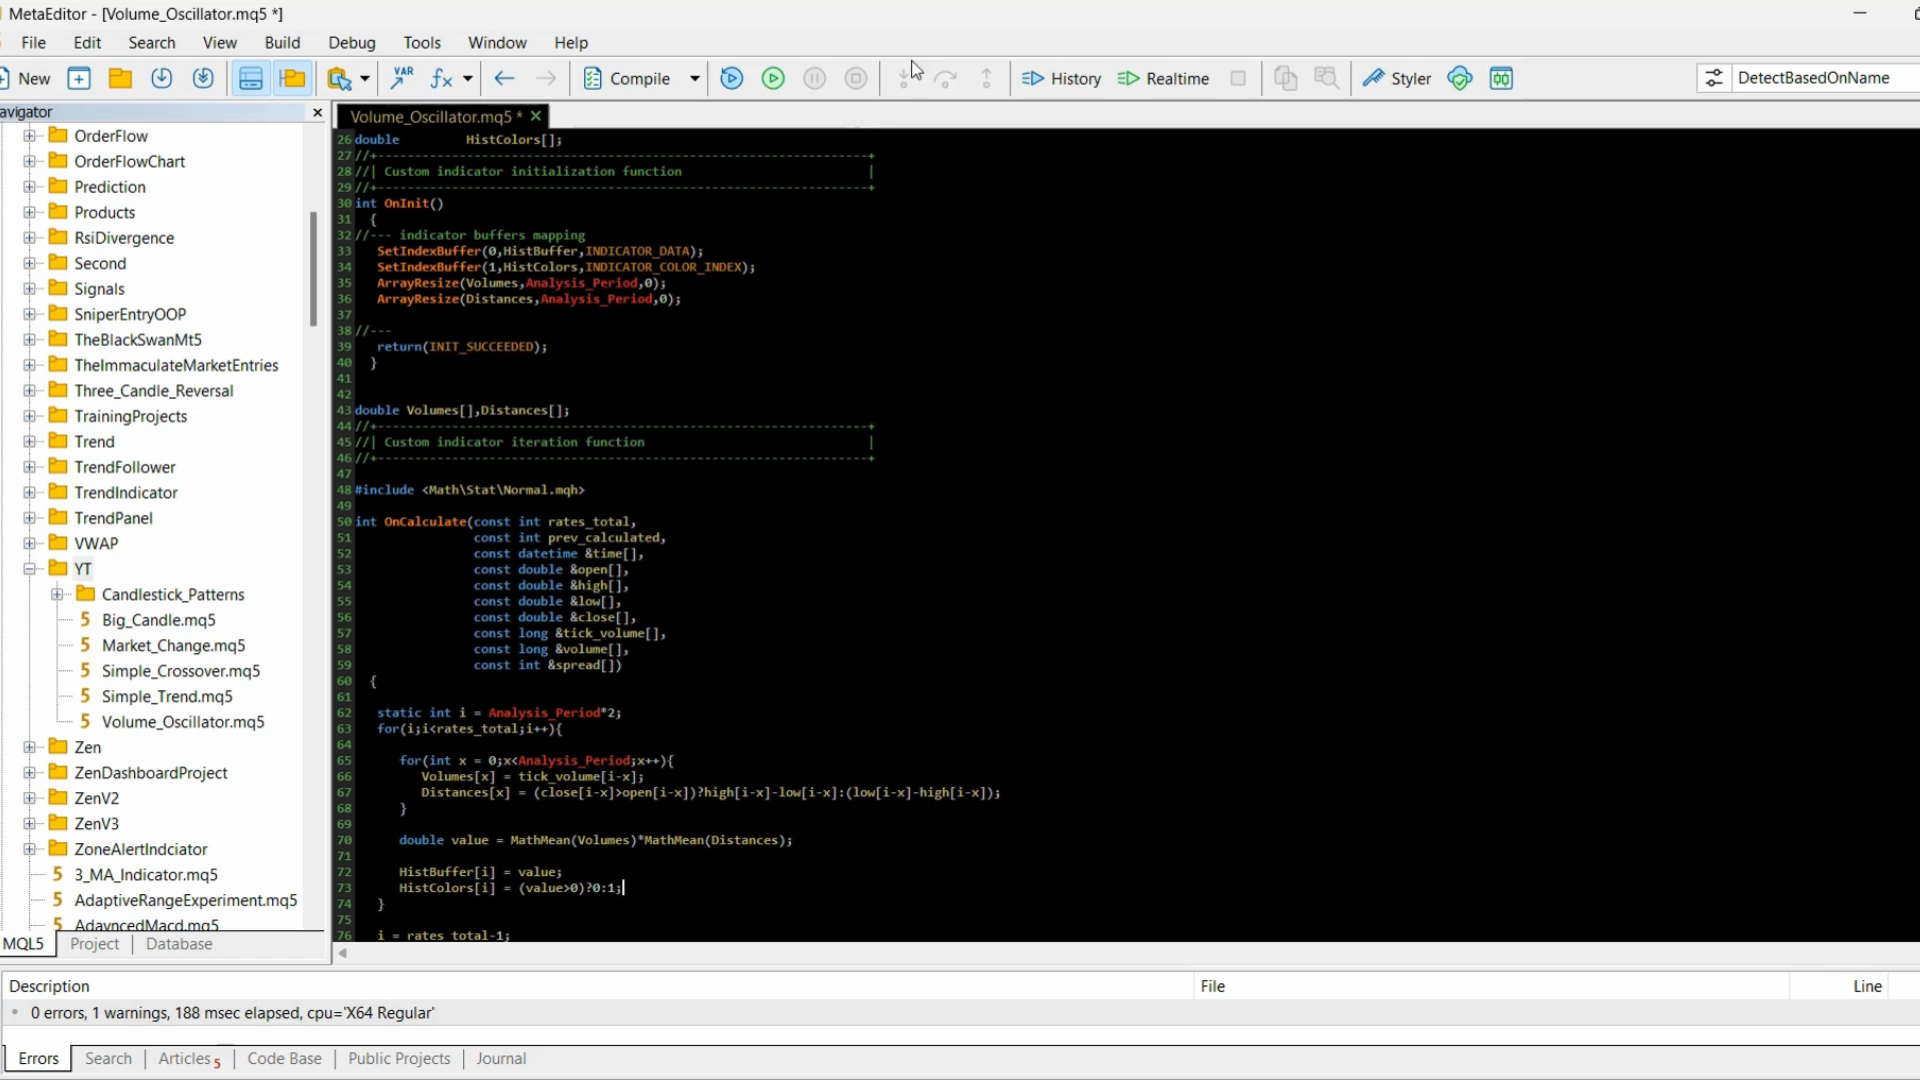 MetaEditor - [Volume_Oscillator.mq5 *]
File Edit Search View Build Debug Tools Window Help
New VAR Compile History Realtime Styler DetectBasedOnName
avigator
OrderFlow
OrderFlowChart
Prediction
Products
RsiDivergence
Second
Signals
SniperEntryOOP
TheBlackSwanMt5
TheImmaculateMarketEntries
Three_Candle_Reversal
TrainingProjects
Trend
TrendFollower
TrendIndicator
TrendPanel
VWAP
YT
Candlestick_Patterns
5 Big_Candle.mq5
5 Market_Change.mq5
5 Simple_Crossover.mq5
5 Simple_Trend.mq5
5 Volume_Oscillator.mq5
Zen
ZenDashboardProject
ZenV2
ZenV3
ZoneAlertIndciator
5 3_MA_Indicator.mq5
5 AdaptiveRangeExperiment.mq5
5 AdayncedMacd.mq5
MQL5 Project Database
Volume_Oscillator.mq5 *
26 double HistColors[];
27 //+------------------------------------------------------------------+
28 //| Custom indicator initialization function |
29 //+------------------------------------------------------------------+
30 int OnInit()
31 {
32 //--- indicator buffers mapping
33 SetIndexBuffer(0,HistBuffer,INDICATOR_DATA);
34 SetIndexBuffer(1,HistColors,INDICATOR_COLOR_INDEX);
35 ArrayResize(Volumes,Analysis_Period,0);
36 ArrayResize(Distances,Analysis_Period,0);
37
38 //---
39 return(INIT_SUCCEEDED);
40 }
41
42
43 double Volumes[],Distances[];
44 //+------------------------------------------------------------------+
45 //| Custom indicator iteration function |
46 //+------------------------------------------------------------------+
47
48 #include <Math\Stat\Normal.mqh>
49
50 int OnCalculate(const int rates_total,
51 const int prev_calculated,
52 const datetime &time[],
53 const double &open[],
54 const double &high[],
55 const double &low[],
56 const double &close[],
57 const long &tick_volume[],
58 const long &volume[],
59 const int &spread[])
60 {
61
62 static int i = Analysis_Period*2;
63 for(i;i<rates_total;i++){
64
65 for(int x = 0;x<Analysis_Period;x++){
66 Volumes[x] = tick_volume[i-x];
67 Distances[x] = (close[i-x]>open[i-x])?high[i-x]-low[i-x]:(low[i-x]-high[i-x]);
68 }
69
70 double value = MathMean(Volumes)*MathMean(Distances);
71
72 HistBuffer[i] = value;
73 HistColors[i] = (value>0)?0:1;
74 }
75
76 i = rates_total-1;
Description File Line
0 errors, 1 warnings, 188 msec elapsed, cpu='X64 Regular'
Errors Search Articles 5 Code Base Public Projects Journal